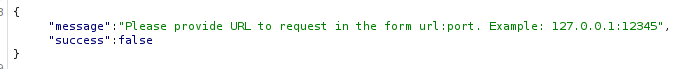 {
"message":"Please provide URL to request in the form url:port. Example: 127.0.0.1:12345",
"success":false
}